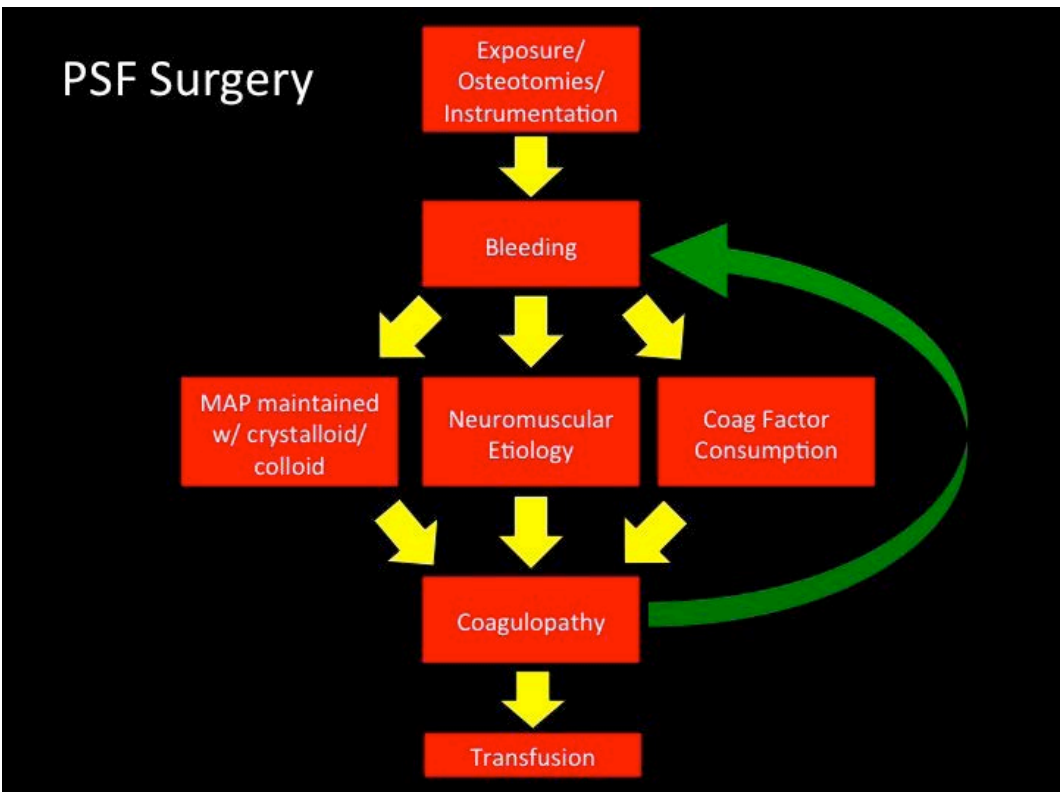 PSF Surgery
Exposure/
Osteotomies/
Instrumentation
Bleeding
MAP maintained
w/ crystalloid/
colloid
Neuromuscular
Etiology
Coag Factor
Consumption
Coagulopathy
Transfusion